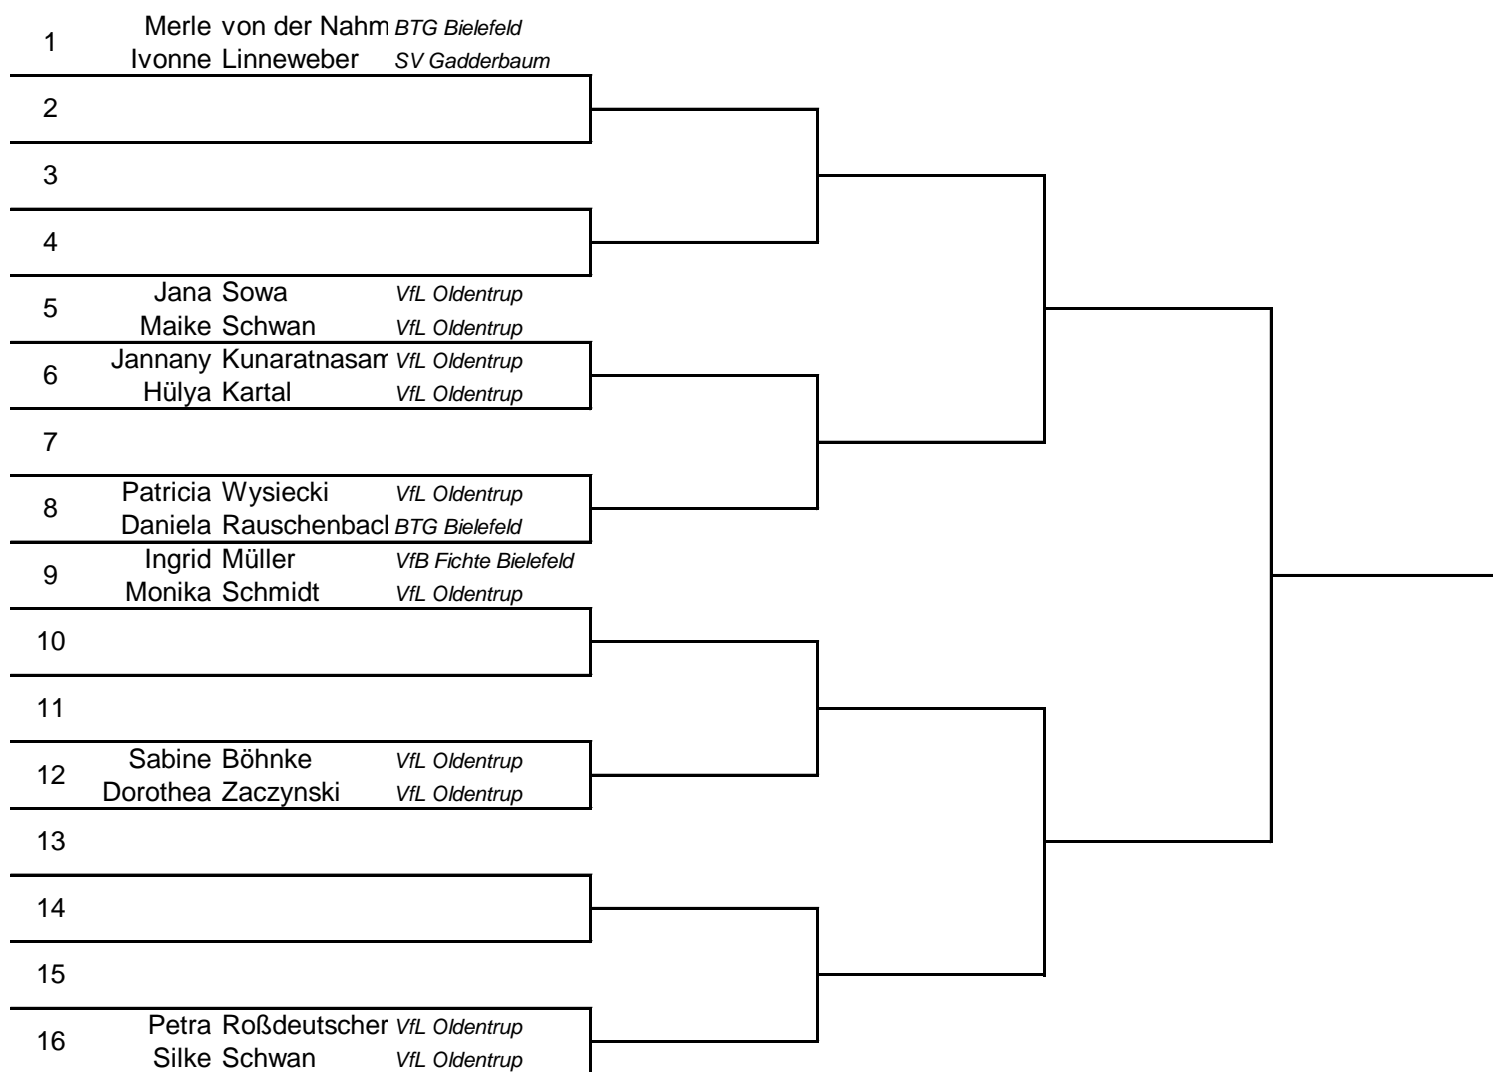 1
Merle von der Nahm BTG Bielefeld
Ivonne Linneweber SV Gadderbaum
2
3
4
5
Jana Sowa VfL Oldentrup
Maike Schwan VfL Oldentrup
6
Jannany Kunaratnasam VfL Oldentrup
Hülya Kartal VfL Oldentrup
7
8
Patricia Wysiecki VfL Oldentrup
Daniela Rauschenbach BTG Bielefeld
9
Ingrid Müller VfB Fichte Bielefeld
Monika Schmidt VfL Oldentrup
10
11
12
Sabine Böhnke VfL Oldentrup
Dorothea Zaczynski VfL Oldentrup
13
14
15
16
Petra Roßdeutscher VfL Oldentrup
Silke Schwan VfL Oldentrup